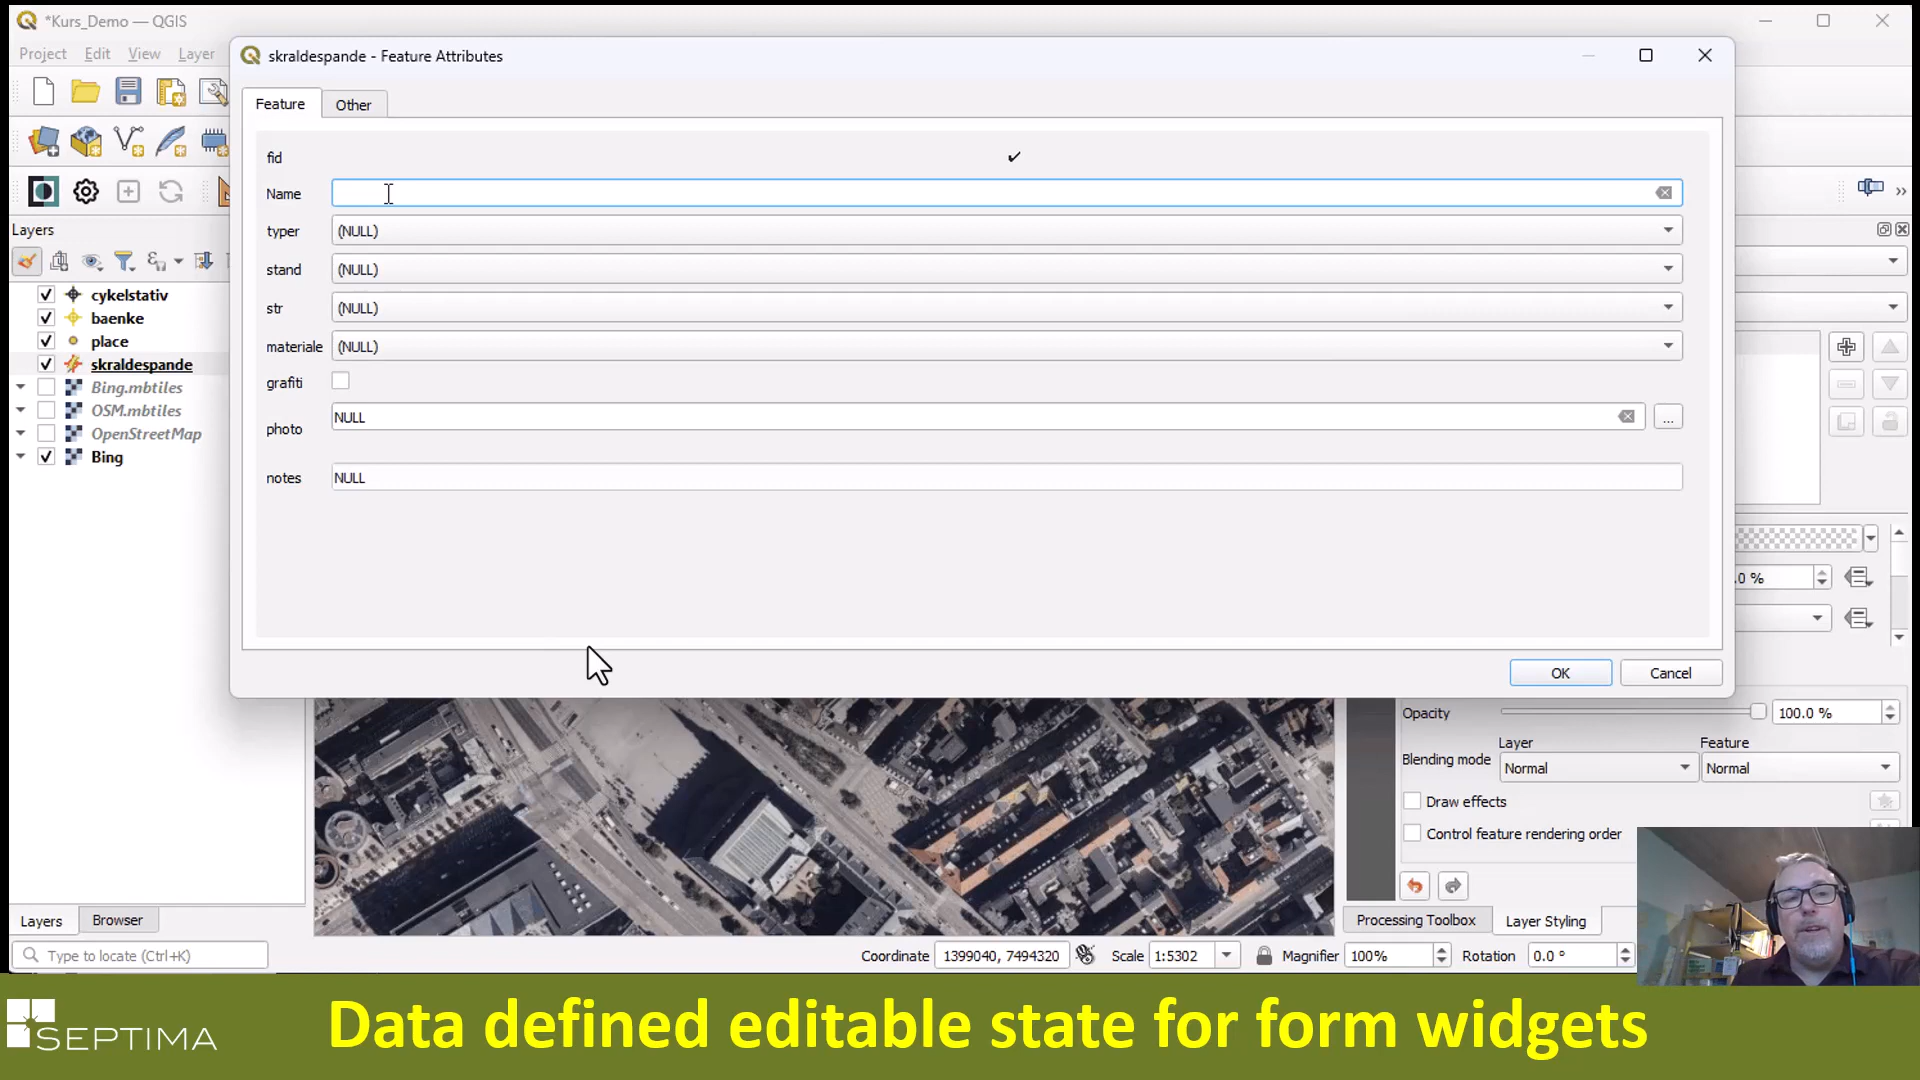 *Kurs_Demo — QGIS
Project Edit View Layer
skraldespande - Feature Attributes
Feature Other
fid
Name
typer (NULL)
stand (NULL)
str (NULL)
materiale (NULL)
grafiti
photo NULL ...
notes NULL
OK Cancel
Layers
cykelstativ
baenke
place
skraldespande
Bing.mbtiles
OSM.mbtiles
OpenStreetMap
Bing
.0 %
Opacity 100.0 %
Layer Feature
Blending mode Normal Normal
Draw effects
Control feature rendering order
Layers Browser
Processing Toolbox Layer Styling
Type to locate (Ctrl+K)
Coordinate 1399040, 7494320 Scale 1:5302 Magnifier 100% Rotation 0.0 °
SEPTIMA
Data defined editable state for form widgets